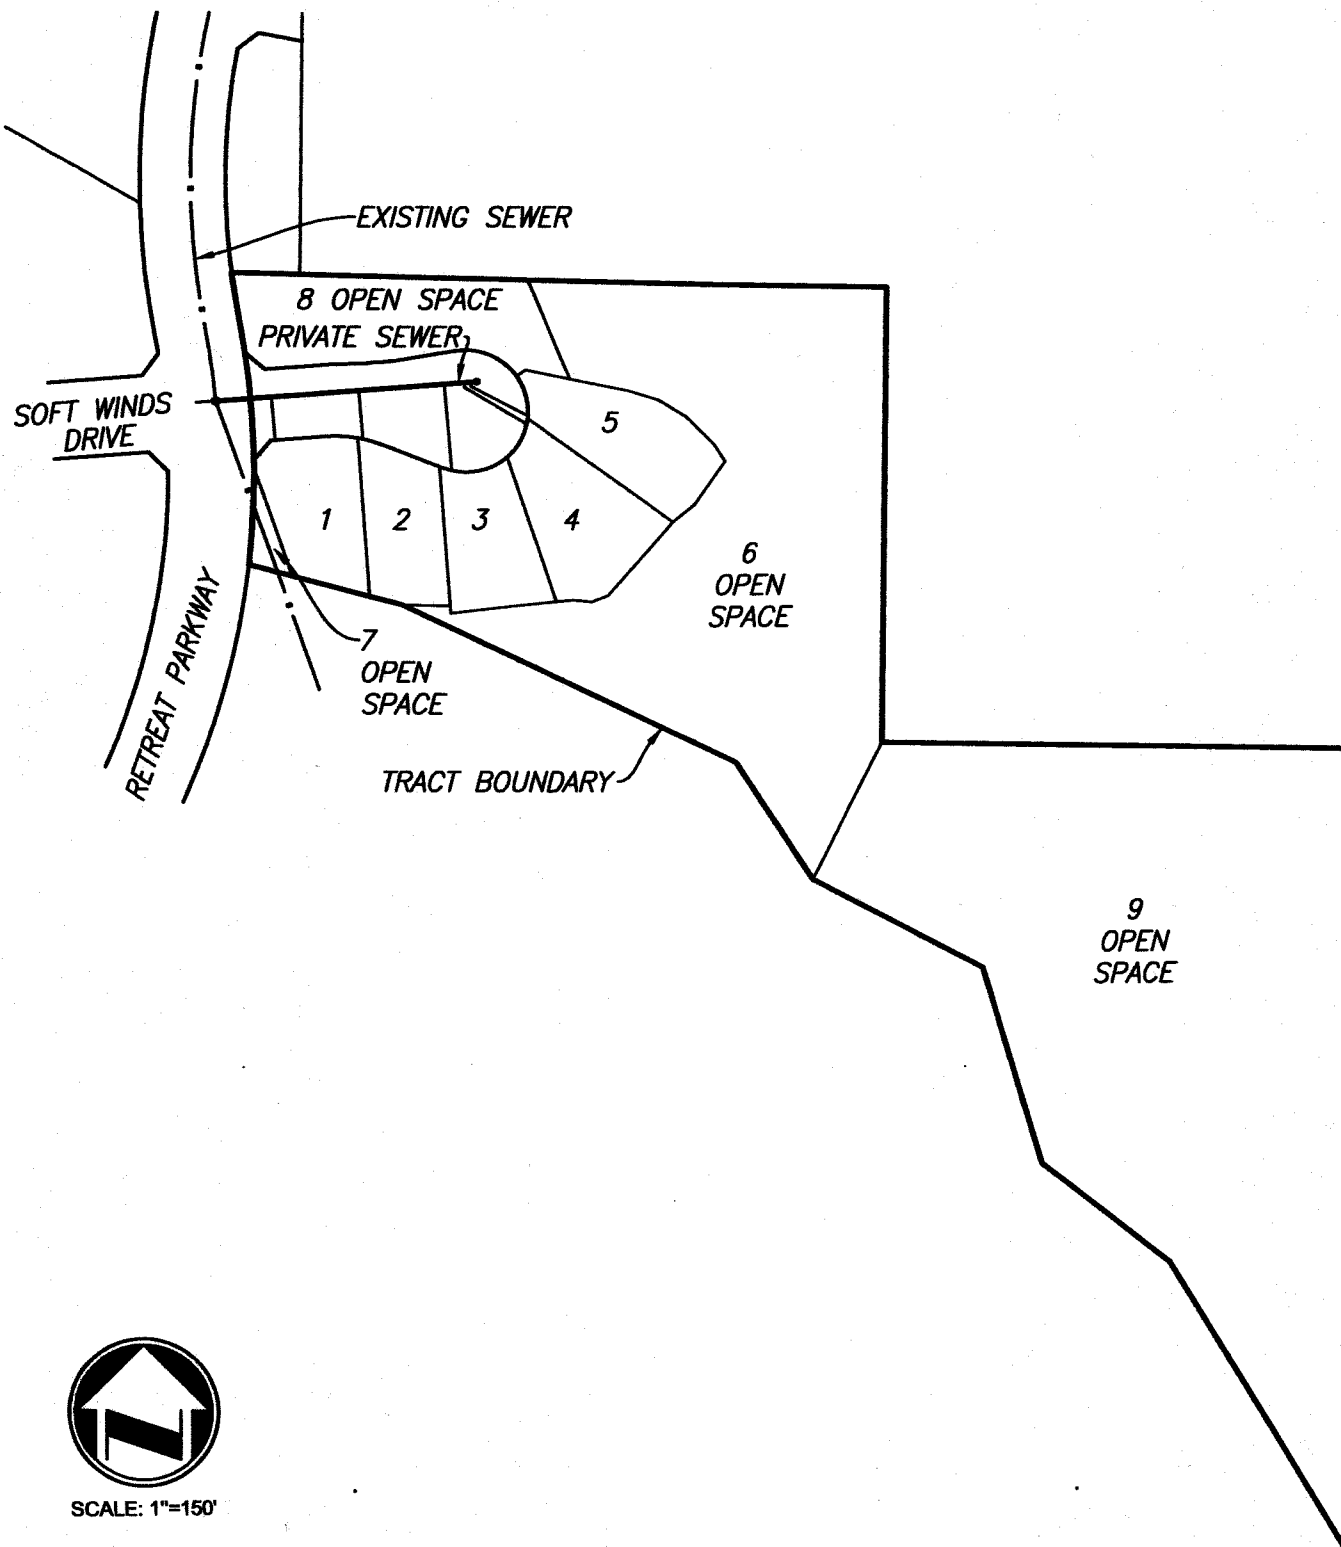 EXISTING SEWER
8 OPEN SPACE
PRIVATE SEWER
SOFT WINDS
DRIVE
5
1
2
3
4
6
OPEN
SPACE
7
OPEN
SPACE
RETREAT PARKWAY
TRACT BOUNDARY
9
OPEN
SPACE
N
SCALE: 1"=150'